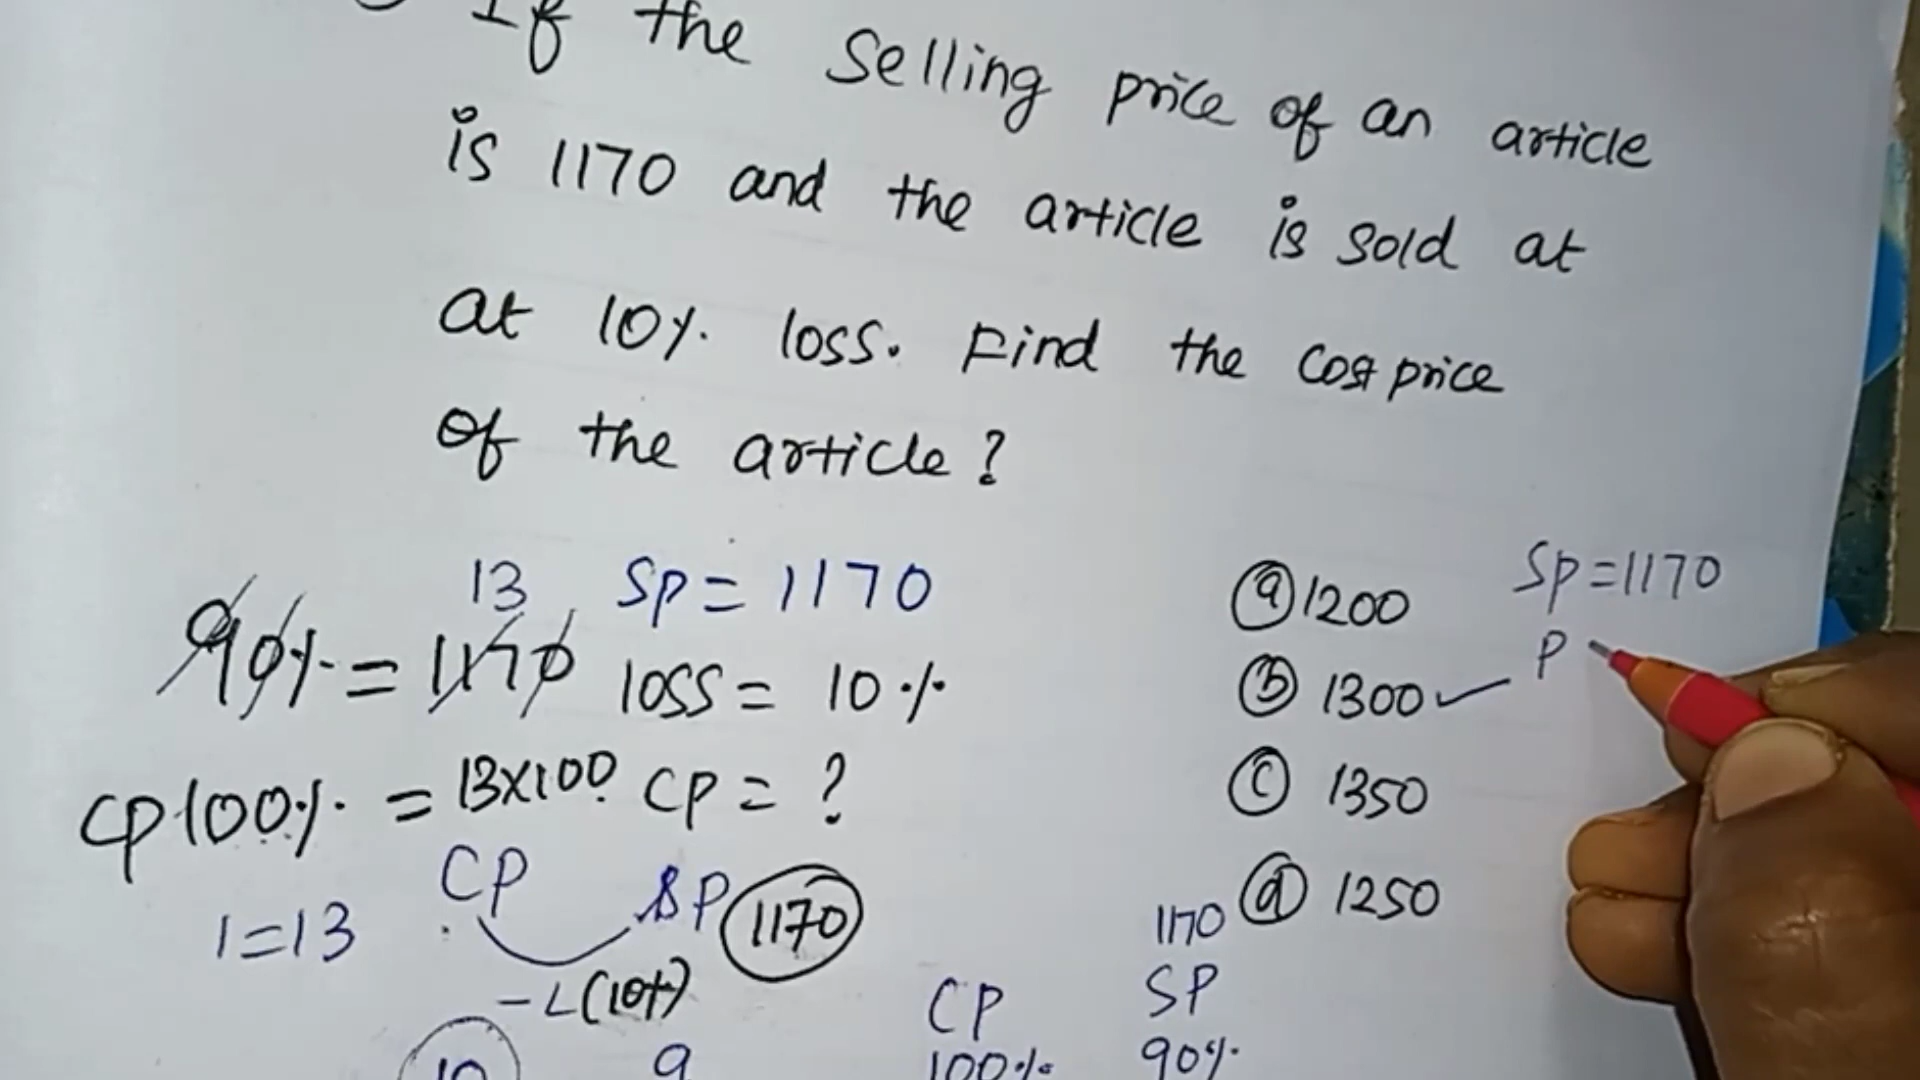 If the selling price of an article
is 1170 and the article is sold at
at 10%. loss. Find the cost price
of the article?
13 SP = 1170
90% = 1170 loss = 10%
CP 100% = 13x100 CP = ?
1=13
CP SP 1170
-L(10%)
10 9
ⓐ 1200
ⓑ 1300
ⓒ 1350
ⓓ 1250
SP=1170
P
1170
CP SP
100% 90%